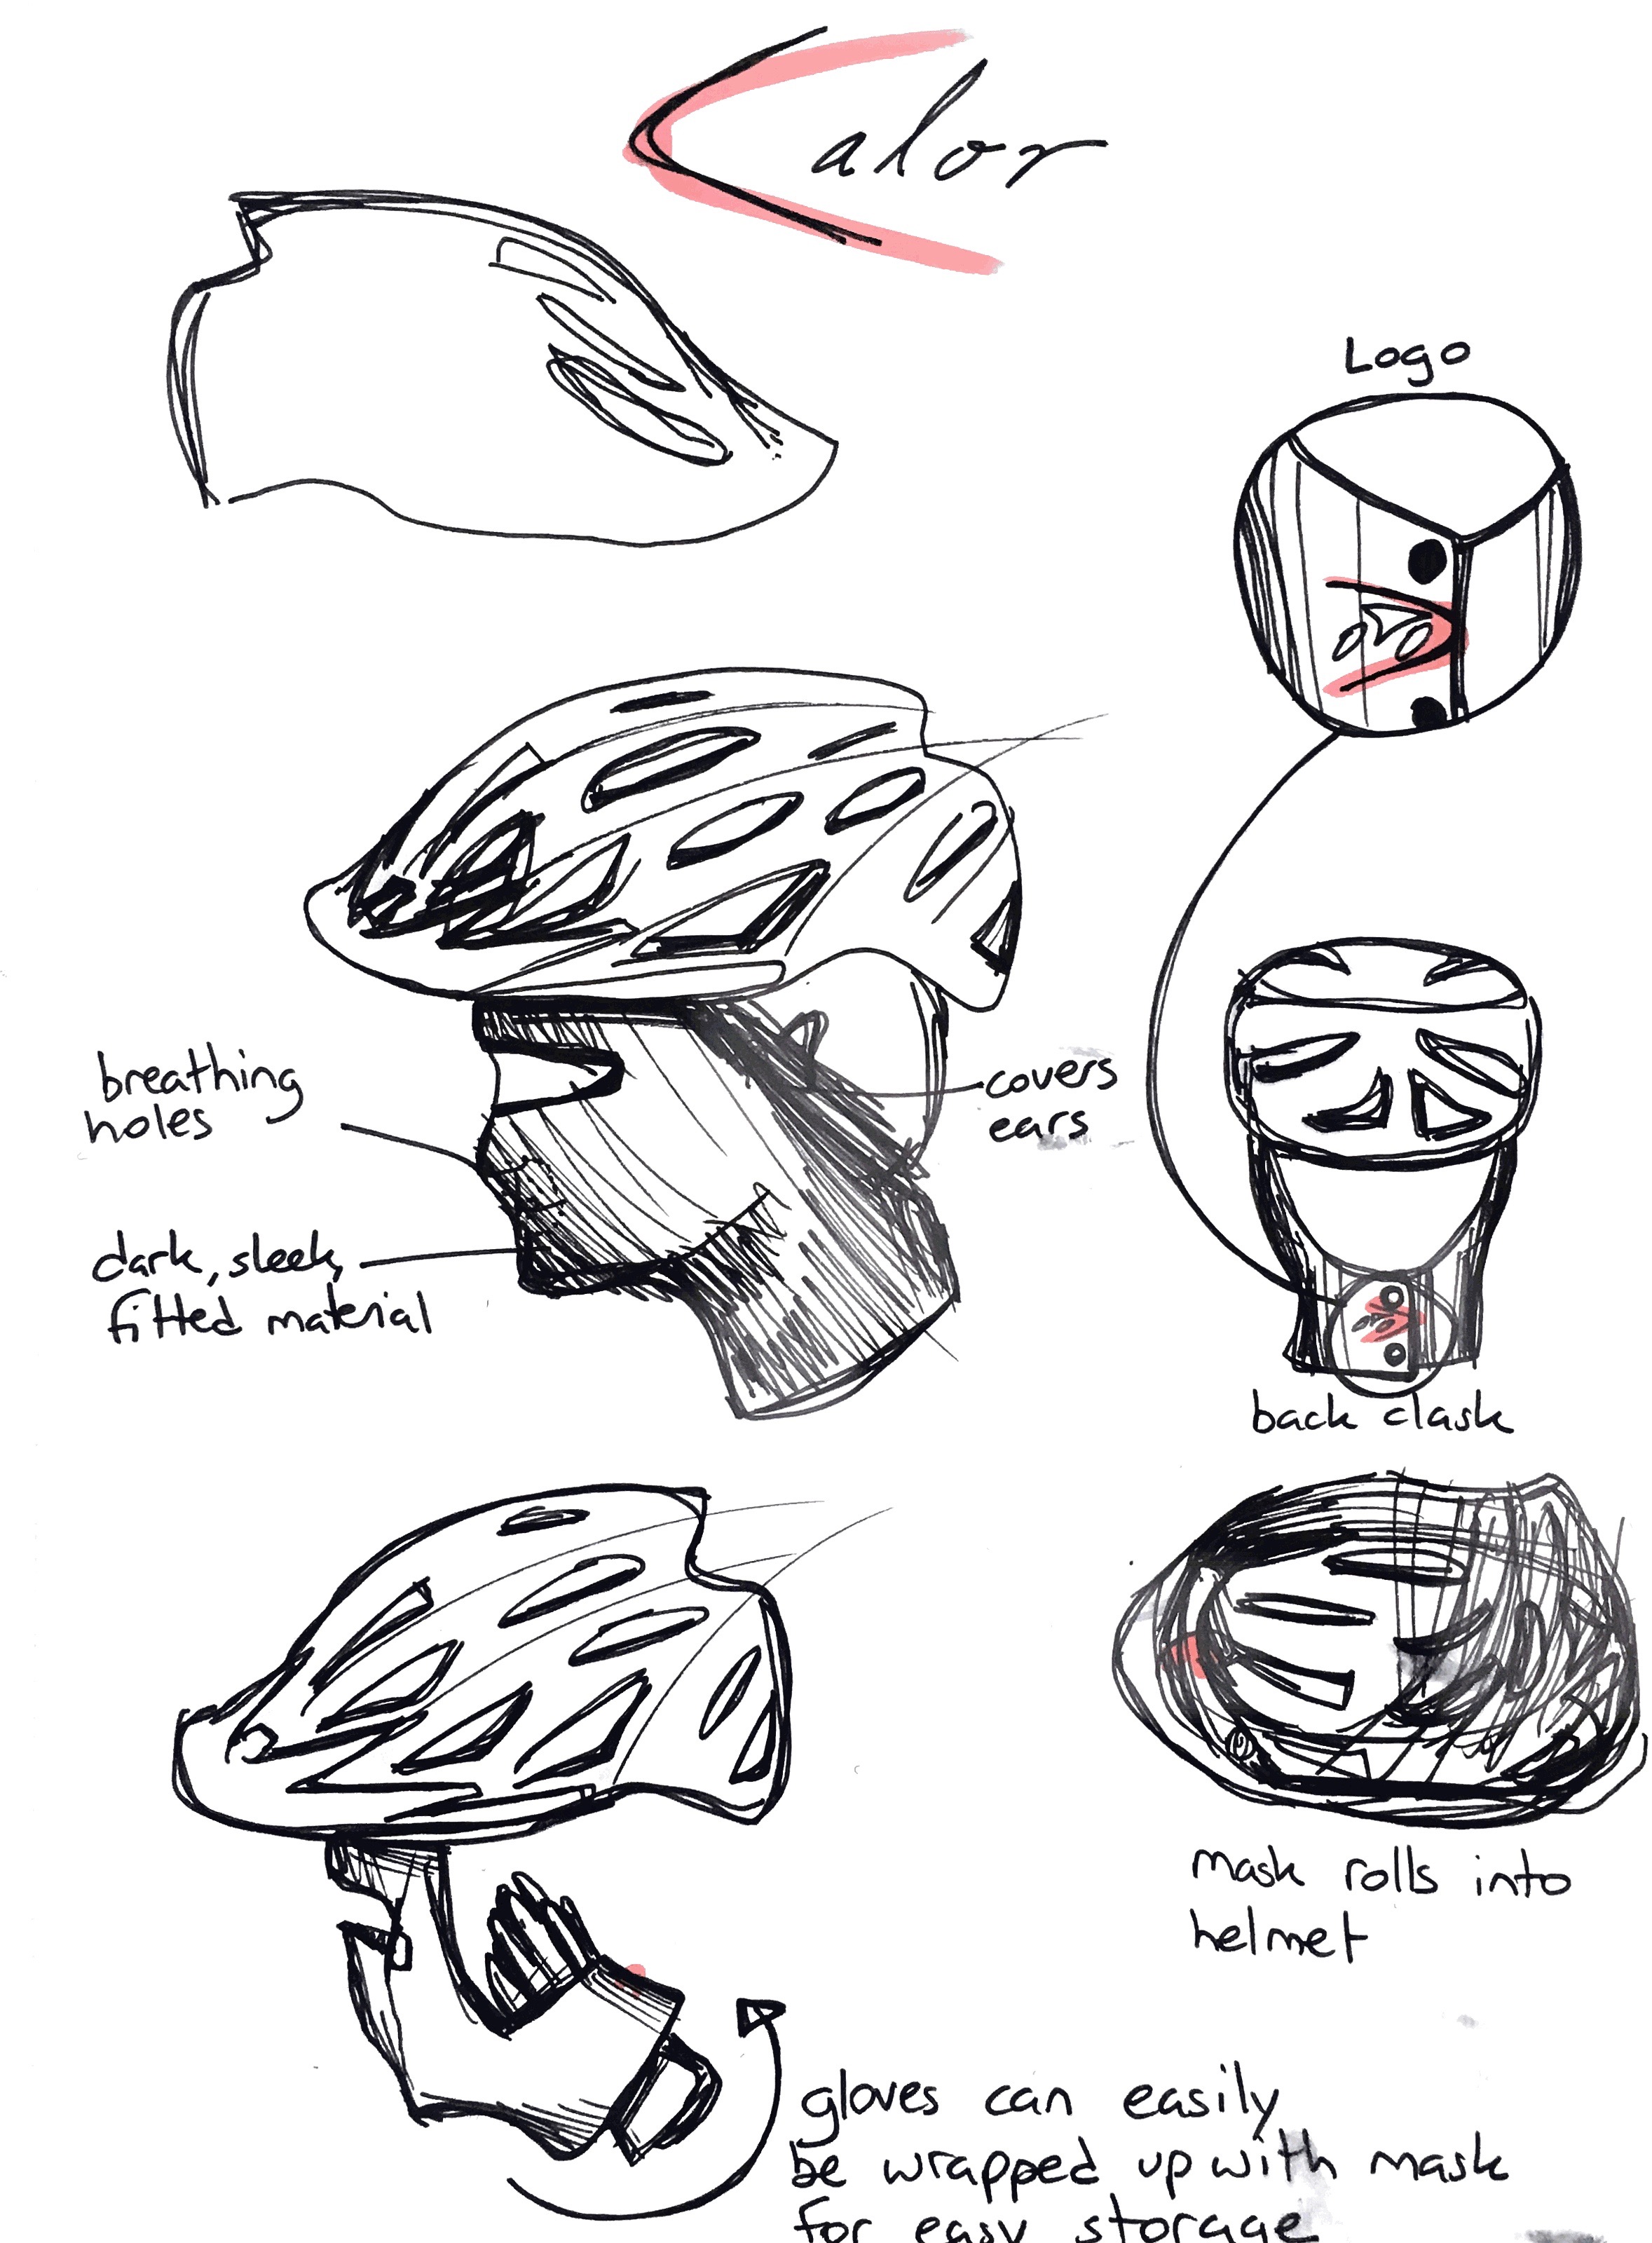 Calor
Logo
breathing
holes
covers
ears
dark, sleek,
fitted material
back clask
mask rolls into
helmet
gloves can easily
be wrapped up with mask
for easy storage